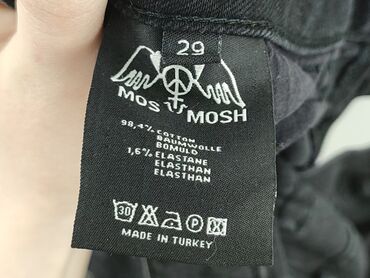 29
MOS MOSH
98,4% COTTON
BAUMWOLLE
BOMULD
1,6% ELASTANE
ELASTHAN
ELASTHAN
30 A P
MADE IN TURKEY